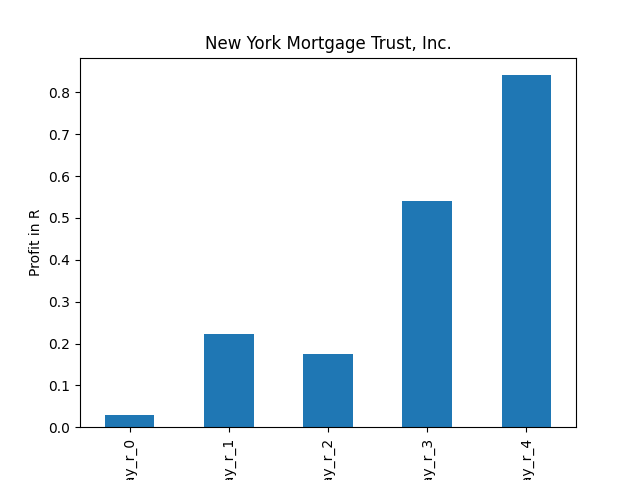 New York Mortgage Trust, Inc.
Profit in R
0.8
0.7
0.6
0.5
0.4
0.3
0.2
0.1
0.0
ay_r_0
ay_r_1
ay_r_2
ay_r_3
ay_r_4